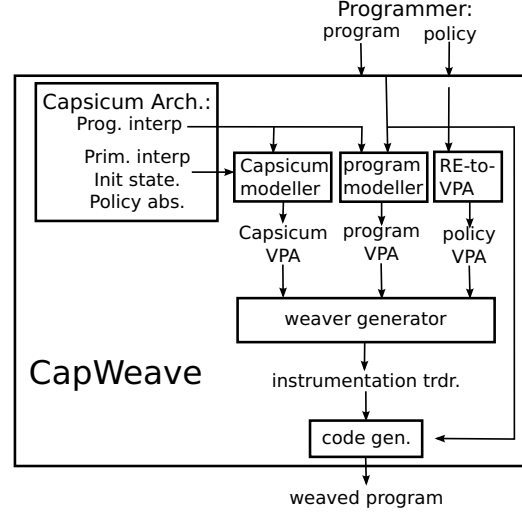 Programmer:
program
policy
Capsicum Arch.:
Prog. interp
Prim. interp
Init state.
Policy abs.
Capsicum
modeller
program
modeller
RE-to-
VPA
Capsicum
VPA
program
VPA
policy
VPA
weaver generator
CapWeave
instrumentation trdr.
code gen.
weaved program